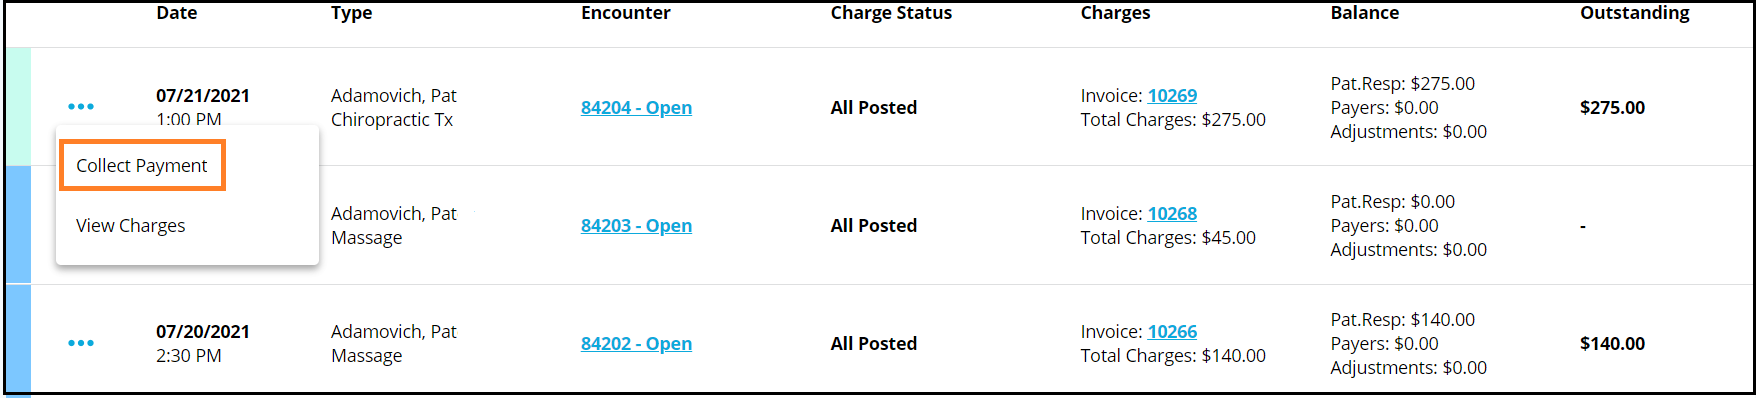 Date Type Encounter Charge Status Charges Balance Outstanding
07/21/2021
1:00 PM
Adamovich, Pat
Chiropractic Tx
84204 - Open
All Posted
Invoice: 10269
Total Charges: $275.00
Pat.Resp: $275.00
Payers: $0.00
Adjustments: $0.00
$275.00
Collect Payment
View Charges
Adamovich, Pat
Massage
84203 - Open
All Posted
Invoice: 10268
Total Charges: $45.00
Pat.Resp: $0.00
Payers: $0.00
Adjustments: $0.00
-
07/20/2021
2:30 PM
Adamovich, Pat
Massage
84202 - Open
All Posted
Invoice: 10266
Total Charges: $140.00
Pat.Resp: $140.00
Payers: $0.00
Adjustments: $0.00
$140.00